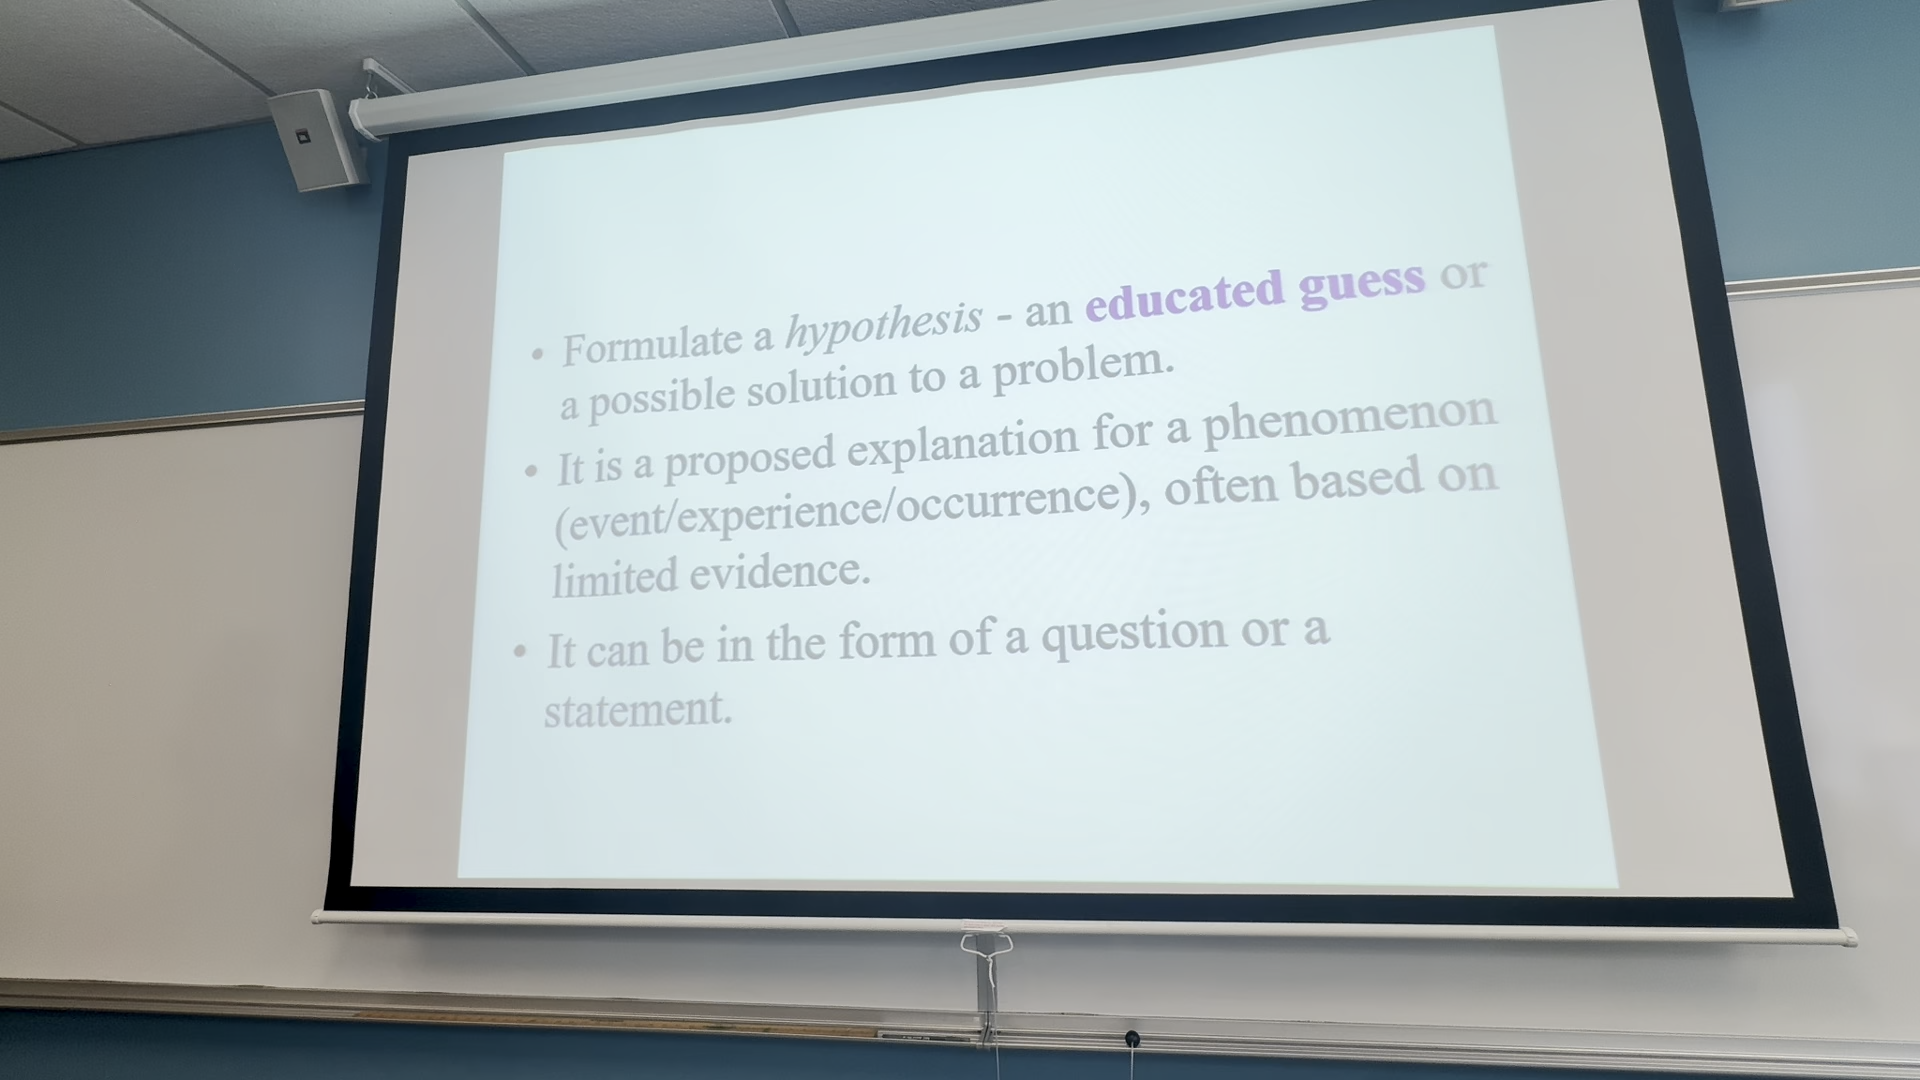 • Formulate a hypothesis - an educated guess or
a possible solution to a problem.
• It is a proposed explanation for a phenomenon
(event/experience/occurrence), often based on
limited evidence.
• It can be in the form of a question or a
statement.